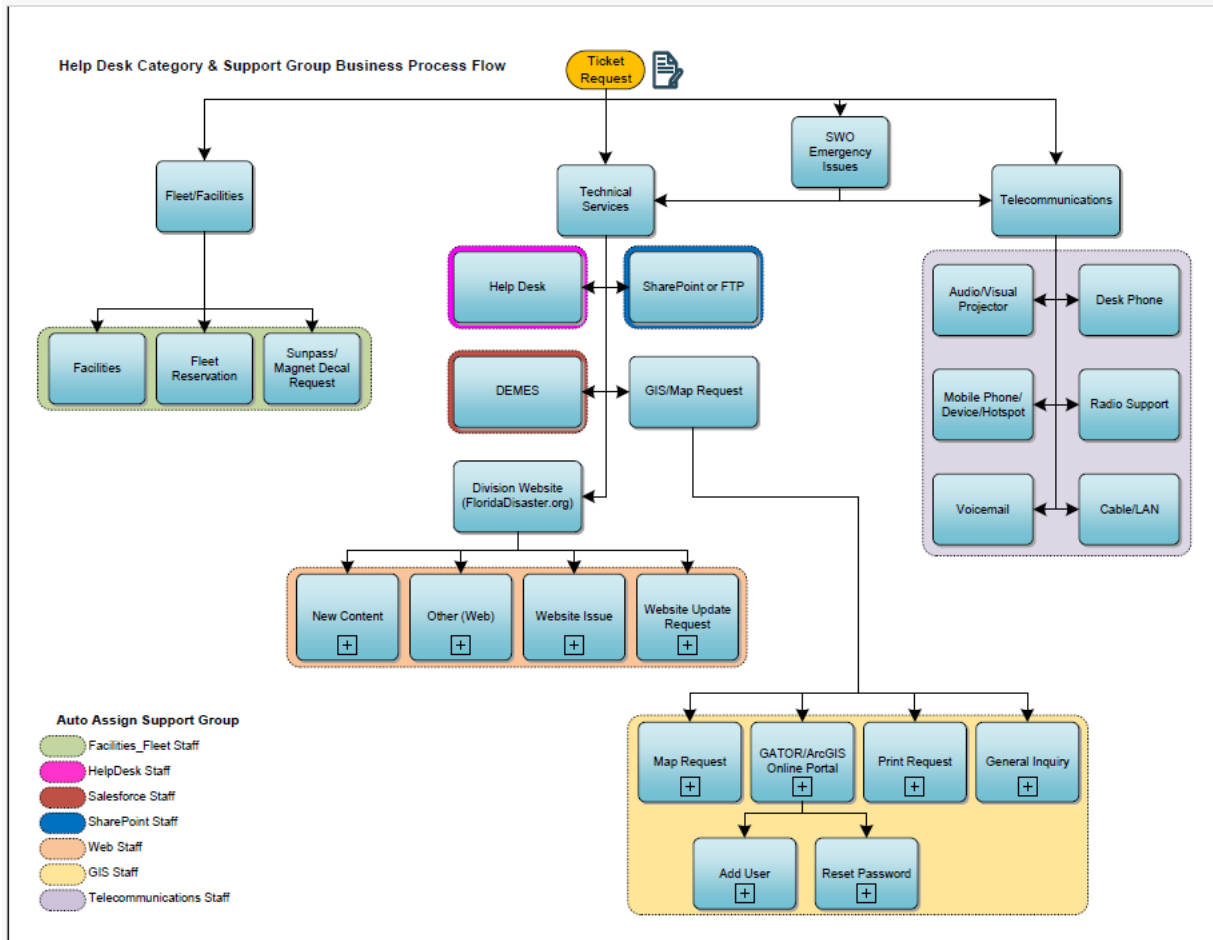 Help Desk Category & Support Group Business Process Flow
Ticket
Request
SWO
Emergency
Issues
Fleet/Facilities
Technical
Services
Telecommunications
Help Desk
SharePoint or FTP
Audio/Visual
Projector
Desk Phone
Facilities
Fleet
Reservation
Sunpass/
Magnet Decal
Request
DEMES
GIS/Map Request
Mobile Phone/
Device/Hotspot
Radio Support
Division Website
(FloridaDisaster.org)
Voicemail
Cable/LAN
New Content
Other (Web)
Website Issue
Website Update
Request
Auto Assign Support Group
Facilities_Fleet Staff
HelpDesk Staff
Salesforce Staff
SharePoint Staff
Web Staff
GIS Staff
Telecommunications Staff
Map Request
GATOR/ArcGIS
Online Portal
Print Request
General Inquiry
Add User
Reset Password